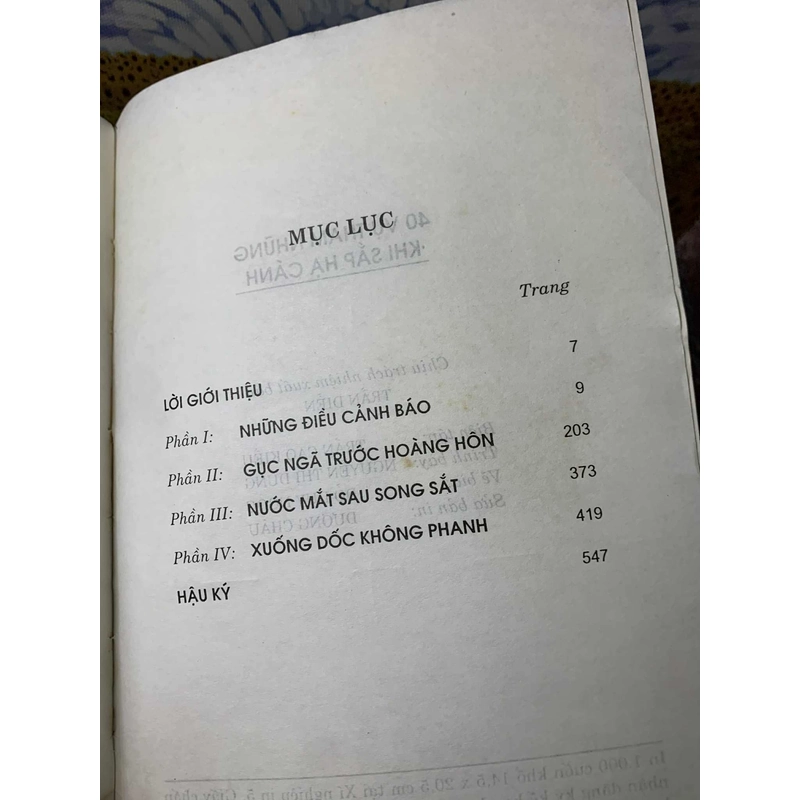 MỤC LỤC
Trang
LỜI GIỚI THIỆU 7
Phần I: NHỮNG ĐIỀU CẢNH BÁO 9
Phần II: GỤC NGÃ TRƯỚC HOÀNG HÔN 203
Phần III: NƯỚC MẮT SAU SONG SẮT 373
Phần IV: XUỐNG DỐC KHÔNG PHANH 419
HẬU KÝ 547